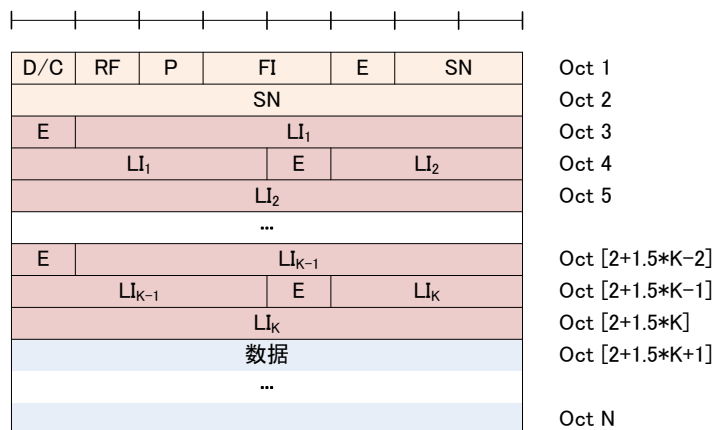 D/C RF P FI E SN Oct 1
SN Oct 2
E LI₁ Oct 3
LI₁ E LI₂ Oct 4
LI₂ Oct 5
…
E LIK-1 Oct [2+1.5*K-2]
LIK-1 E LIK Oct [2+1.5*K-1]
LIK Oct [2+1.5*K]
数据 Oct [2+1.5*K+1]
…
Oct N